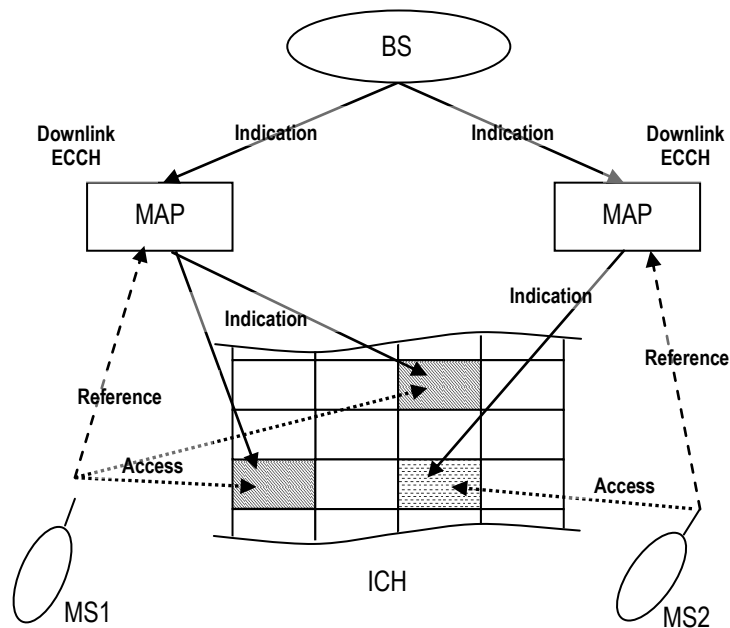 BS
Downlink
ECCH
Indication
Indication
Downlink
ECCH
MAP
MAP
Indication
Indication
Reference
Reference
Access
Access
ICH
MS1
MS2